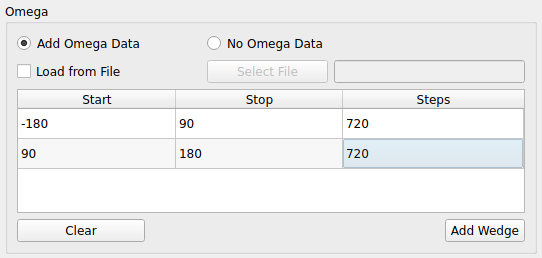 Omega
Add Omega Data No Omega Data
Load from File Select File
Start Stop Steps
-180 90 720
90 180 720
Clear Add Wedge